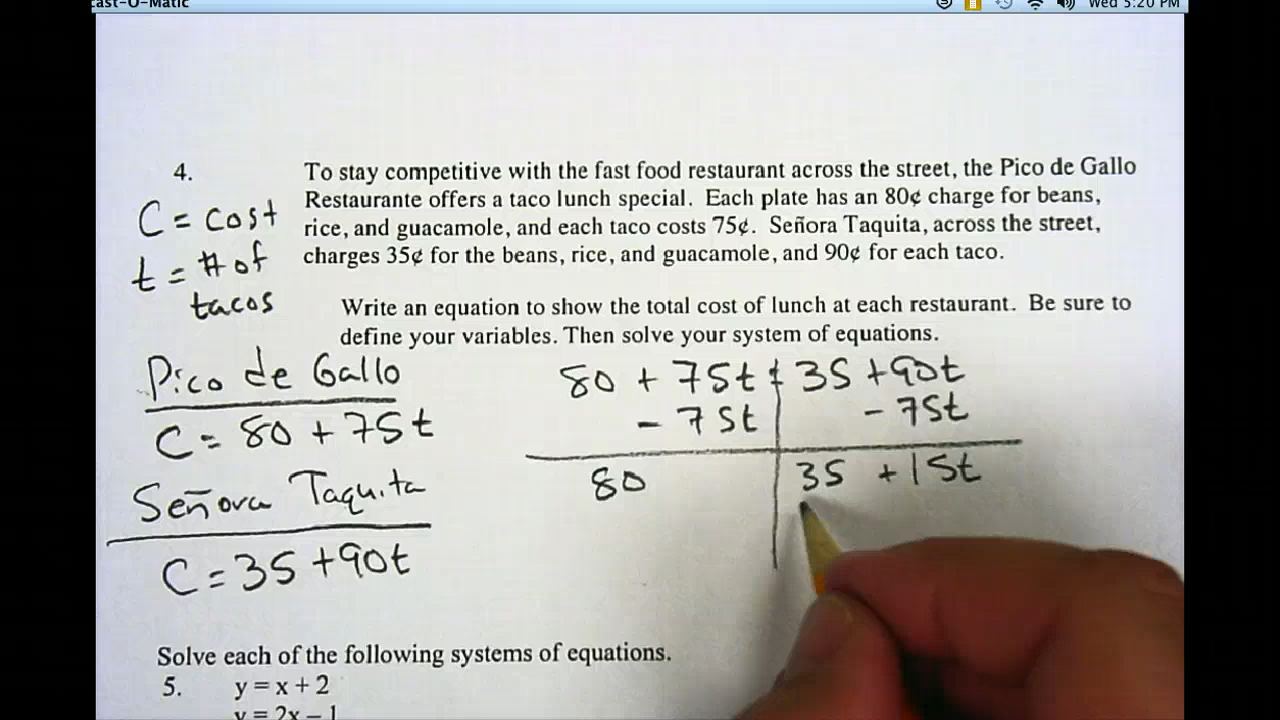 ast-O-Matic Wed 5:20 PM
4. To stay competitive with the fast food restaurant across the street, the Pico de Gallo
Restaurante offers a taco lunch special. Each plate has an 80¢ charge for beans,
rice, and guacamole, and each taco costs 75¢. Señora Taquita, across the street,
charges 35¢ for the beans, rice, and guacamole, and 90¢ for each taco.
C = cost
t = # of
tacos
Write an equation to show the total cost of lunch at each restaurant. Be sure to
define your variables. Then solve your system of equations.
Pico de Gallo
C = 80 + 75t
Señora Taquita
C = 35 + 90t
80 + 75t = 35 + 90t
- 75t - 75t
80 35 + 15t
Solve each of the following systems of equations.
5. y = x + 2
y = 2x – 1